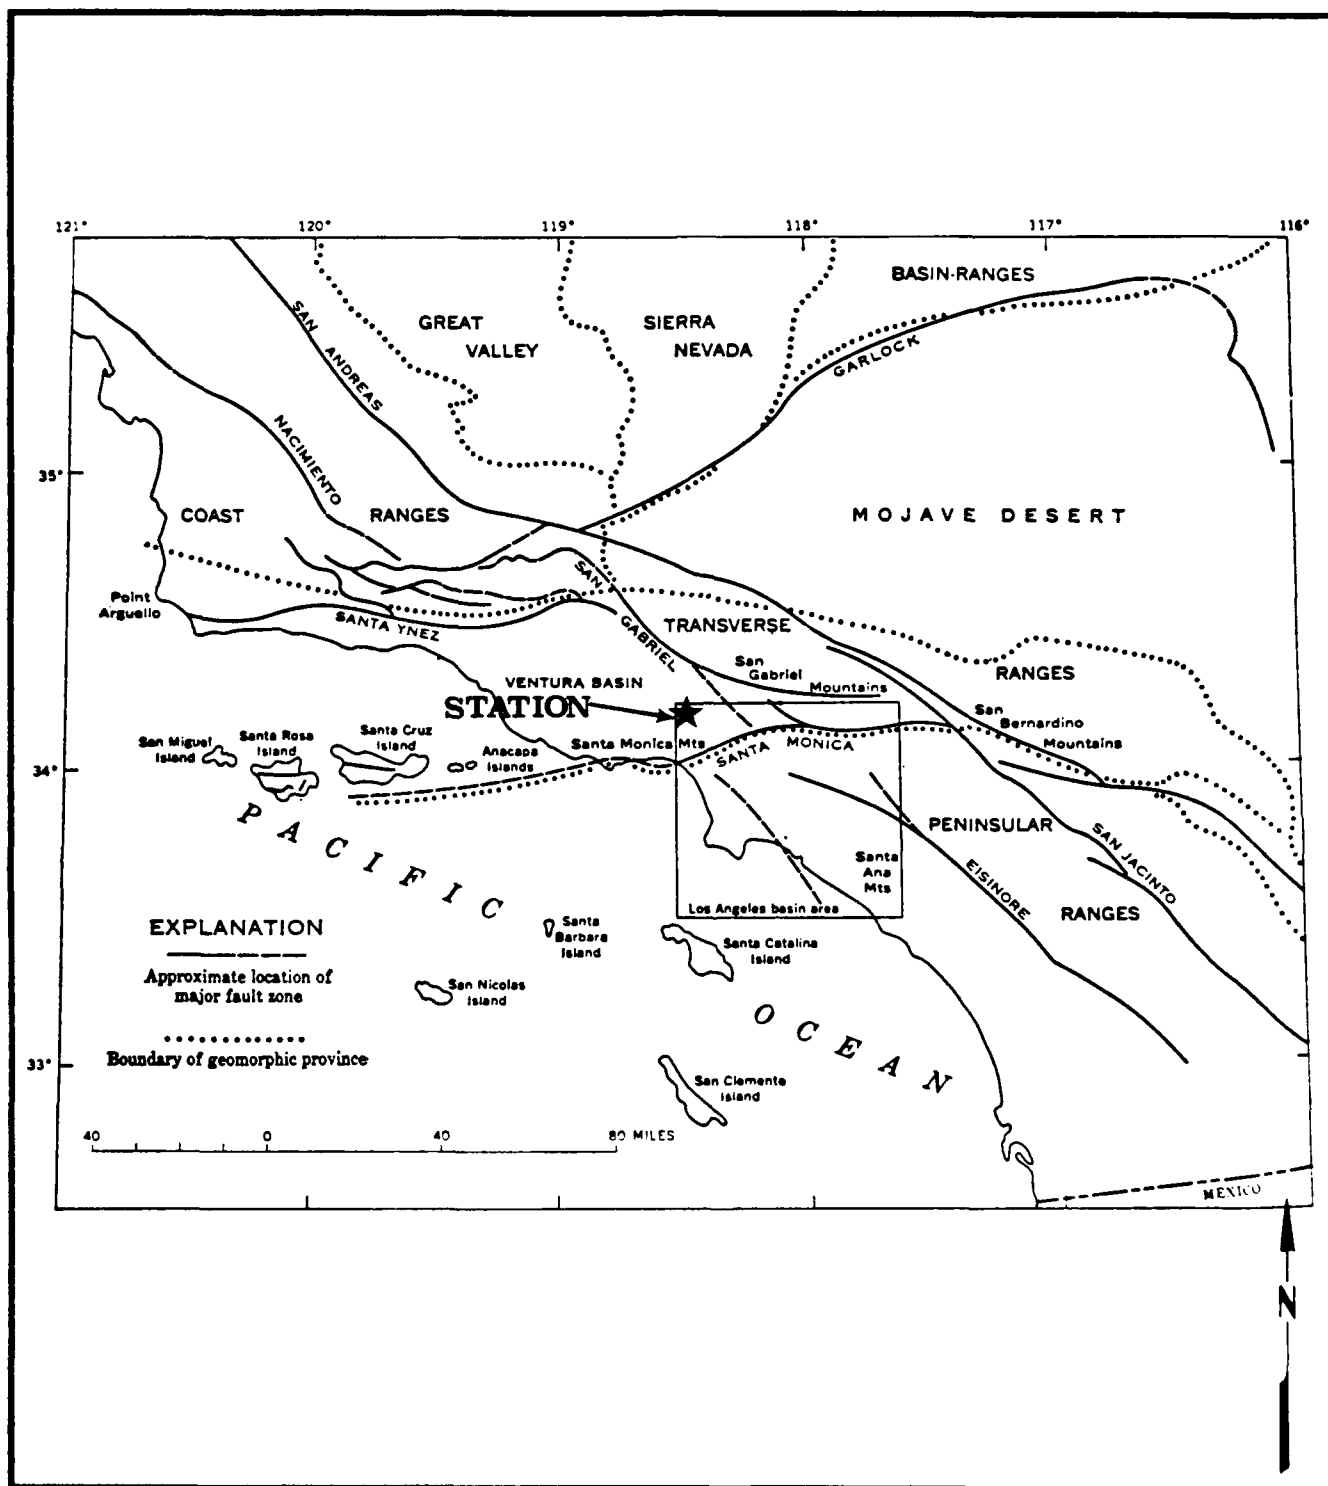 121°
120°
119°
118°
117°
116°
BASIN-RANGES
GREAT
VALLEY
SIERRA
NEVADA
SAN ANDREAS
GARLOCK
NACIMIENTO
35°
COAST
RANGES
MOJAVE DESERT
Point
Arguello
SANTA YNEZ
SAN GABRIEL
TRANSVERSE
RANGES
San
Gabriel
Mountains
VENTURA BASIN
STATION
San
Bernardino
Mountains
San Miguel
Island
Santa Rosa
Island
Santa Cruz
Island
Anacapa
Islands
Santa Monica Mts
SANTA MONICA
34°
PACIFIC
PENINSULAR
RANGES
SAN JACINTO
EISINORE
Santa
Ana
Mts
Los Angeles basin area
EXPLANATION
Approximate location of
major fault zone
Boundary of geomorphic province
Santa
Barbara
Island
San Nicolas
Island
Santa Catalina
Island
OCEAN
33°
San Clemente
Island
40
0
40
80 MILES
MEXICO
N